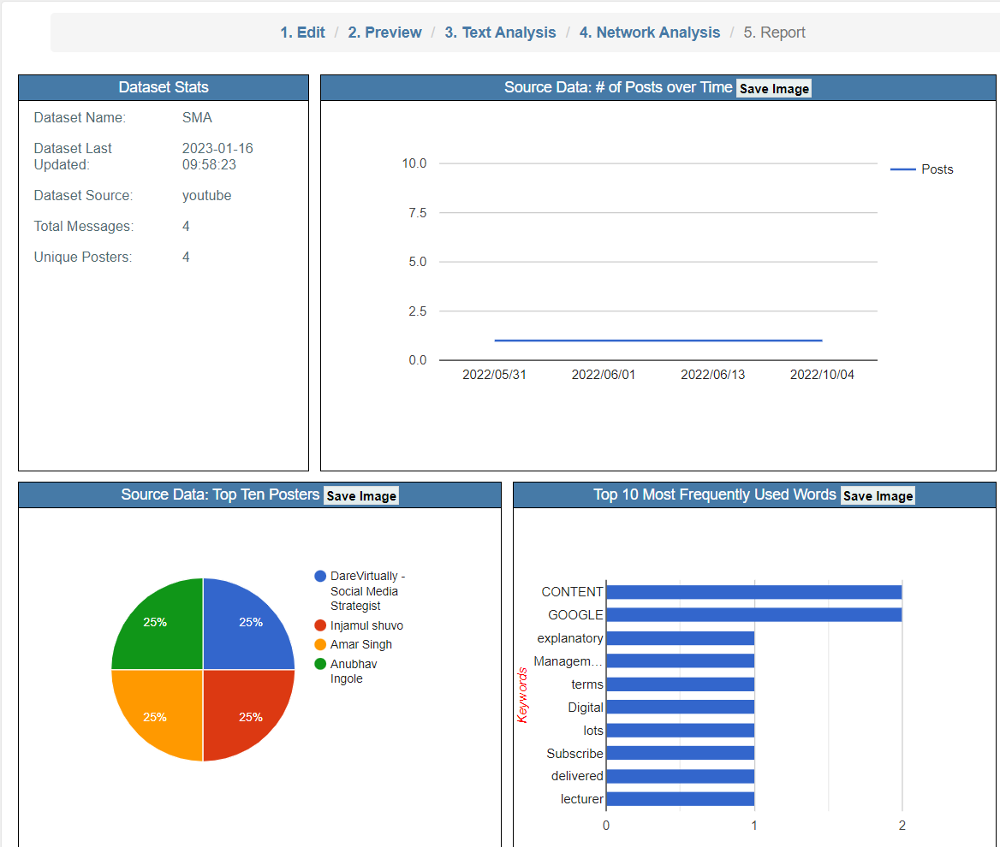 1. Edit / 2. Preview / 3. Text Analysis / 4. Network Analysis / 5. Report
Dataset Stats
Dataset Name: SMA
Dataset Last 2023-01-16
Updated: 09:58:23
Dataset Source: youtube
Total Messages: 4
Unique Posters: 4
Source Data: # of Posts over Time Save Image
10.0
7.5
5.0
2.5
0.0
2022/05/31 2022/06/01 2022/06/13 2022/10/04
Posts
Source Data: Top Ten Posters Save Image
25% 25%
25% 25%
DareVirtually -
Social Media
Strategist
Injamul shuvo
Amar Singh
Anubhav
Ingole
Top 10 Most Frequently Used Words Save Image
Keywords
CONTENT
GOOGLE
explanatory
Managem...
terms
Digital
lots
Subscribe
delivered
lecturer
0 1 2